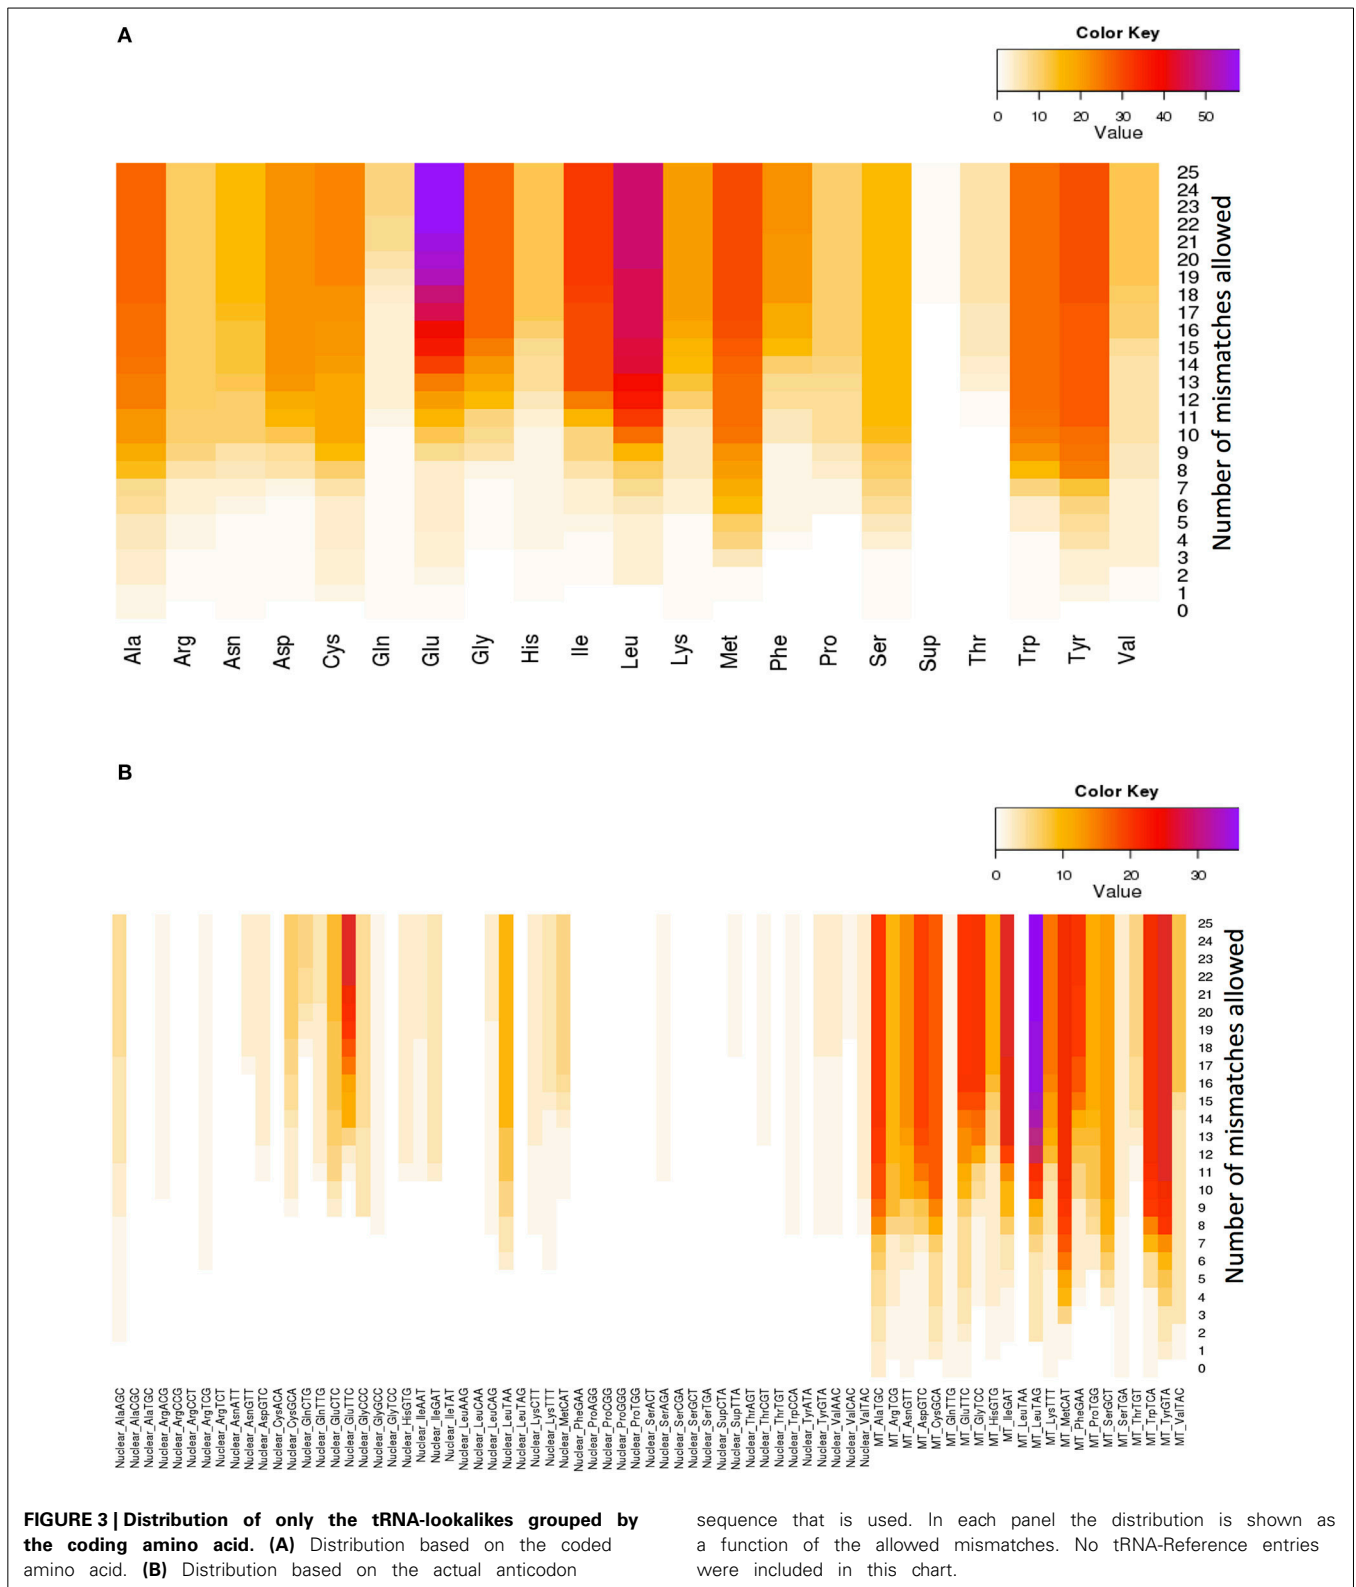 A
Color Key
0 10 20 30 40 50
Value
25
24
23
22
21
20
19
18
17
16
15
14
13
12
11
10
9
8
7
6
5
4
3
2
1
0
Number of mismatches allowed
Ala Arg Asn Asp Cys Gln Glu Gly His Ile Leu Lys Met Phe Pro Ser Sup Thr Trp Tyr Val
B
Color Key
0 10 20 30
Value
25
24
23
22
21
20
19
18
17
16
15
14
13
12
11
10
9
8
7
6
5
4
3
2
1
0
Number of mismatches allowed
Nuclear_AlaAGC
Nuclear_AlaCGC
Nuclear_AlaTGC
Nuclear_ArgACG
Nuclear_ArgCCG
Nuclear_ArgCCT
Nuclear_ArgTCG
Nuclear_ArgTCT
Nuclear_AsnATT
Nuclear_AsnGTT
Nuclear_AspGTC
Nuclear_CysACA
Nuclear_CysGCA
Nuclear_GlnCTG
Nuclear_GlnTTG
Nuclear_GluCTC
Nuclear_GluTTC
Nuclear_GlyCCC
Nuclear_GlyGCC
Nuclear_GlyTCC
Nuclear_HisGTG
Nuclear_IleAAT
Nuclear_IleGAT
Nuclear_IleTAT
Nuclear_LeuAAG
Nuclear_LeuCAA
Nuclear_LeuCAG
Nuclear_LeuTAA
Nuclear_LeuTAG
Nuclear_LysCTT
Nuclear_LysTTT
Nuclear_MetCAT
Nuclear_PheGAA
Nuclear_ProAGG
Nuclear_ProCGG
Nuclear_ProGGG
Nuclear_ProTGG
Nuclear_SerACT
Nuclear_SerAGA
Nuclear_SerCGA
Nuclear_SerGCT
Nuclear_SerTGA
Nuclear_SupCTA
Nuclear_SupTTA
Nuclear_ThrAGT
Nuclear_ThrCGT
Nuclear_ThrTGT
Nuclear_TrpCCA
Nuclear_TyrATA
Nuclear_TyrGTA
Nuclear_ValAAC
Nuclear_ValCAC
Nuclear_ValTAC
MT_AlaTGC
MT_ArgTCG
MT_AsnGTT
MT_AspGTC
MT_CysGCA
MT_GlnTTG
MT_GluTTC
MT_GlyTCC
MT_HisGTG
MT_IleGAT
MT_LeuTAA
MT_LeuTAG
MT_LysTTT
MT_MetCAT
MT_PheGAA
MT_ProTGG
MT_SerGCT
MT_SerTGA
MT_ThrTGT
MT_TrpTCA
MT_TyrGTA
MT_ValTAC
FIGURE 3 | Distribution of only the tRNA-lookalikes grouped by
the coding amino acid. (A) Distribution based on the coded
amino acid. (B) Distribution based on the actual anticodon
sequence that is used. In each panel the distribution is shown as
a function of the allowed mismatches. No tRNA-Reference entries
were included in this chart.